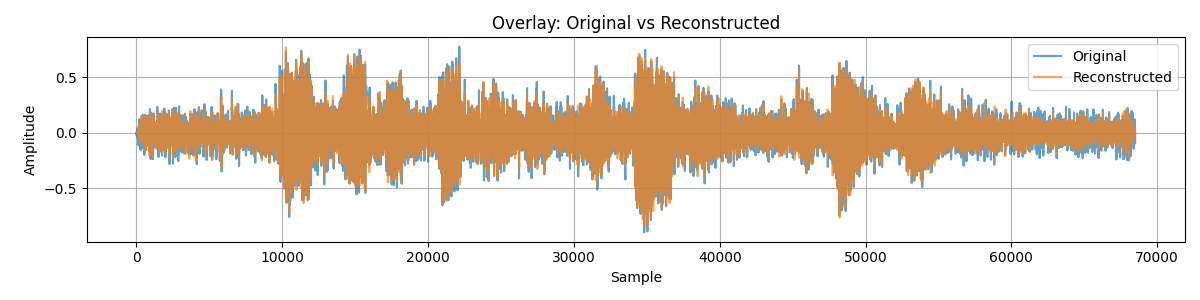 Overlay: Original vs Reconstructed
Original
Reconstructed
Amplitude
0.5
0.0
−0.5
0 10000 20000 30000 40000 50000 60000 70000
Sample